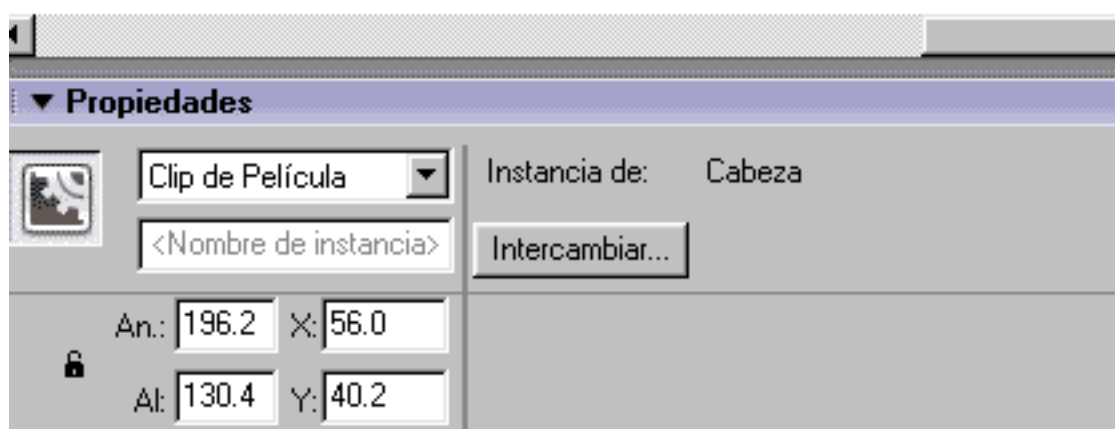 Propiedades
Clip de Película Instancia de: Cabeza
<Nombre de instancia> Intercambiar...
An.: 196.2 X: 56.0
Al: 130.4 Y: 40.2